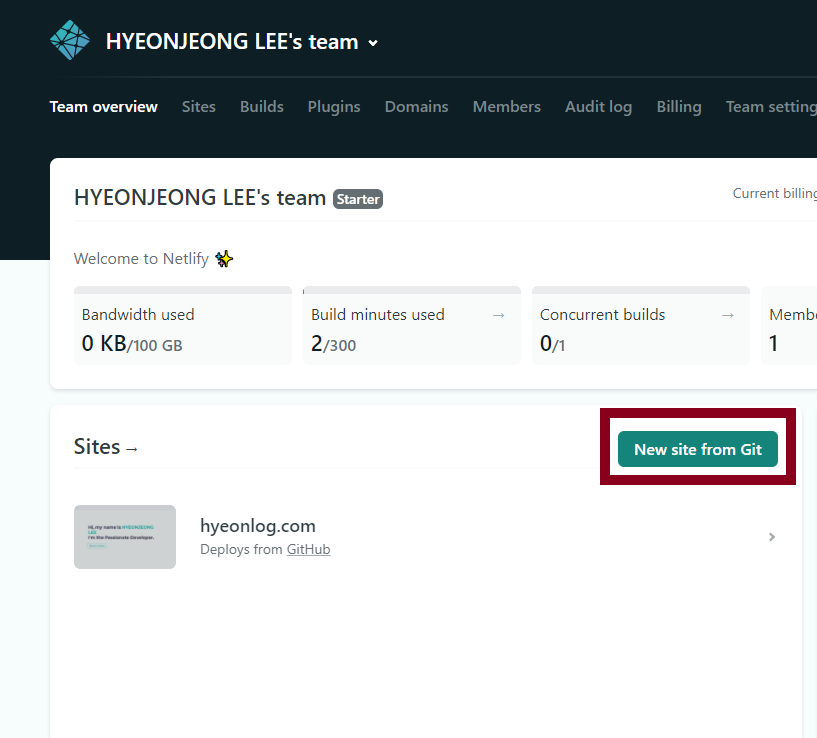 HYEONJEONG LEE's team
Team overview Sites Builds Plugins Domains Members Audit log Billing Team setting
HYEONJEONG LEE's team Starter
Current billing
Welcome to Netlify ✨
Bandwidth used
0 KB/100 GB
Build minutes used →
2/300
Concurrent builds →
0/1
Membe
1
Sites →
New site from Git
Hi, my name is HYEONJEONG
LEE
I'm the Passionate Developer.
hyeonlog.com
Deploys from GitHub